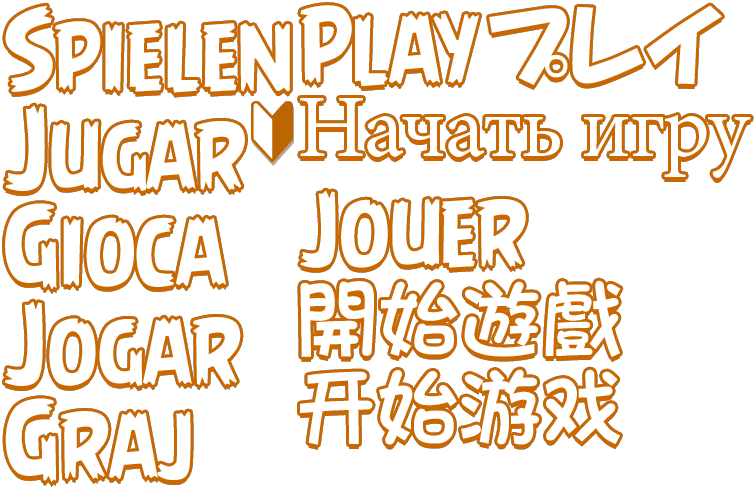 SPIELEN
PLAY
プレイ
JUGAR
Начать игру
GIOCA
JOUER
JOGAR
開始遊戲
GRAJ
开始游戏